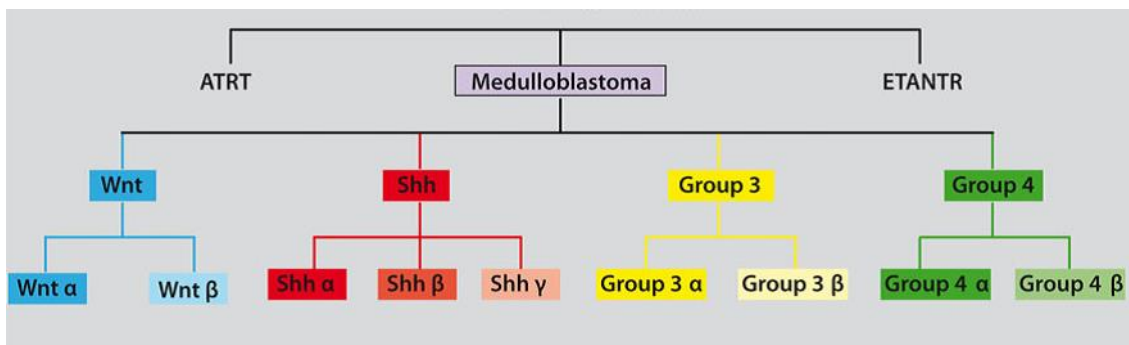 ATRT Medulloblastoma ETANTR
Wnt Shh Group 3 Group 4
Wnt α Wnt β Shh α Shh β Shh γ Group 3 α Group 3 β Group 4 α Group 4 β